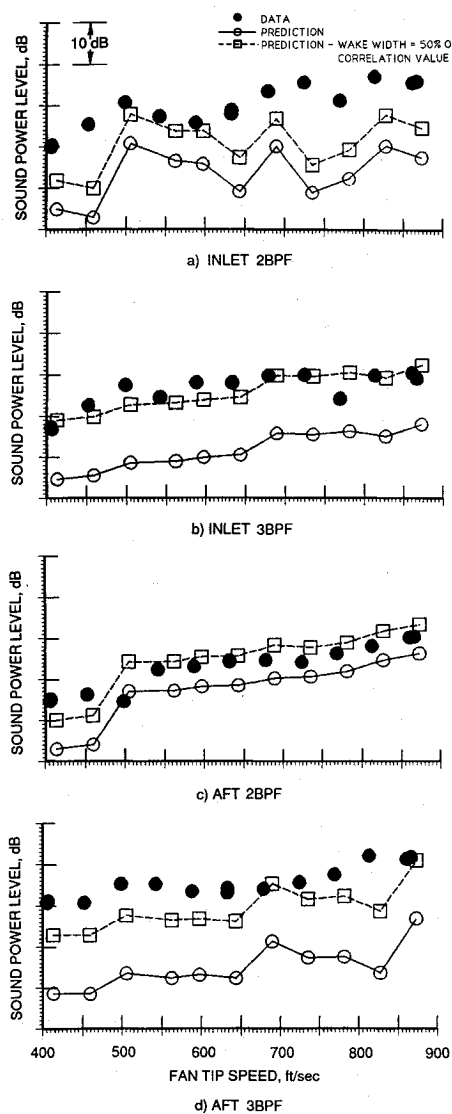 DATA
PREDICTION
PREDICTION - WAKE WIDTH = 50% O
CORRELATION VALUE
10 dB
SOUND POWER LEVEL, dB
a) INLET 2BPF
SOUND POWER LEVEL, dB
b) INLET 3BPF
SOUND POWER LEVEL, dB
c) AFT 2BPF
SOUND POWER LEVEL, dB
400 500 600 700 800 900
FAN TIP SPEED, ft/sec
d) AFT 3BPF